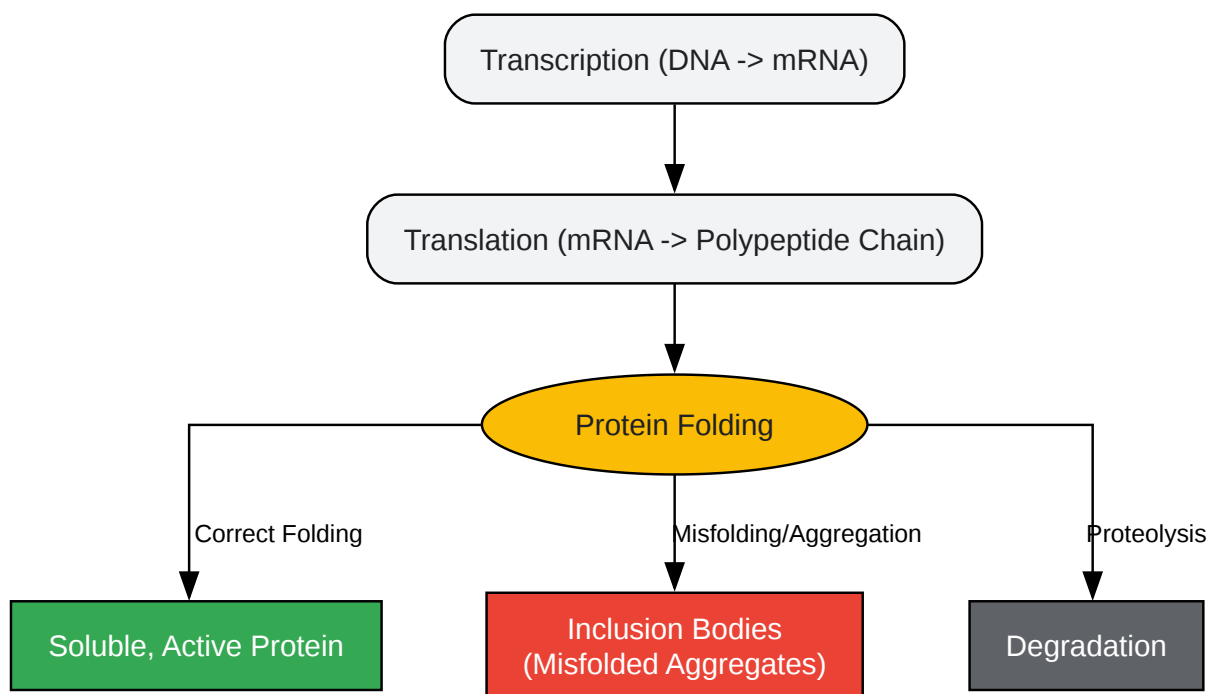 Transcription (DNA -> mRNA)
Translation (mRNA -> Polypeptide Chain)
Protein Folding
Correct Folding
Misfolding/Aggregation
Proteolysis
Soluble, Active Protein
Inclusion Bodies
(Misfolded Aggregates)
Degradation